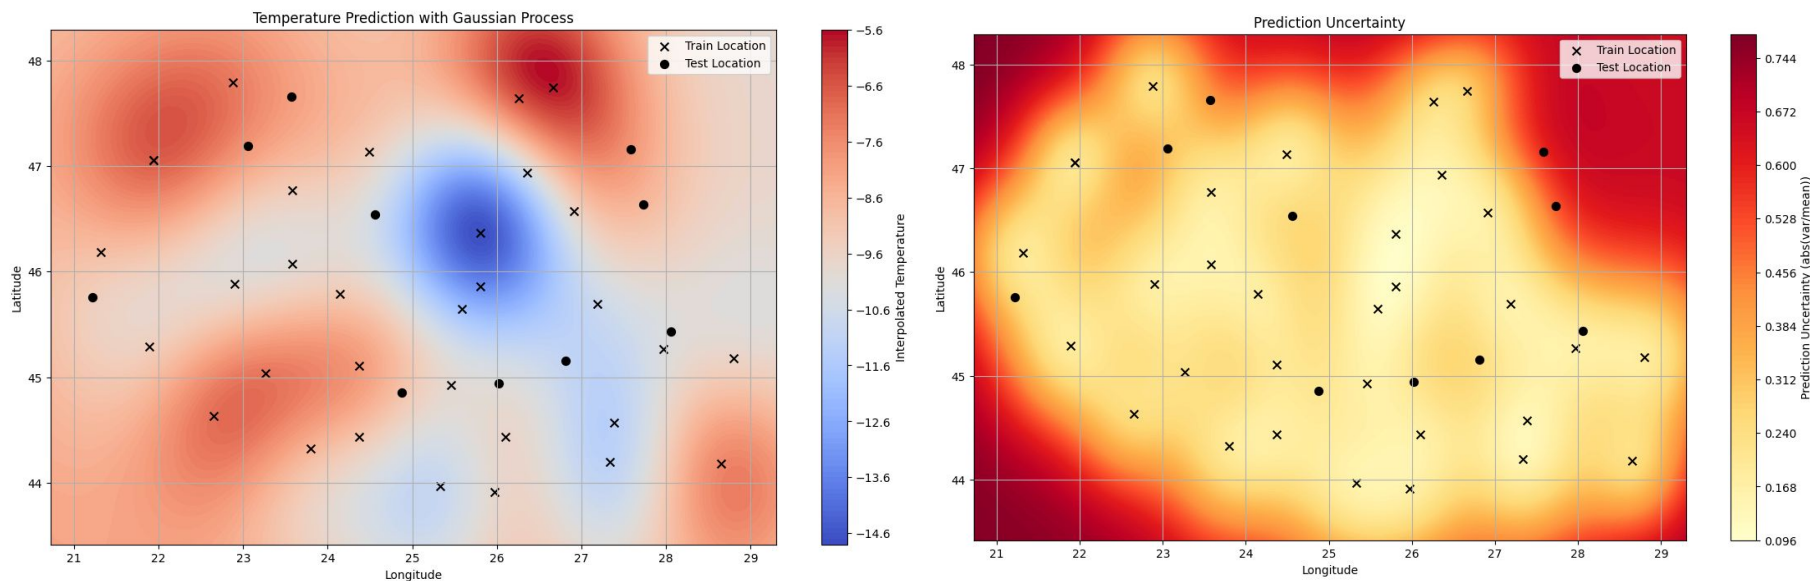 Temperature Prediction with Gaussian Process
Train Location
Test Location
48
47
46
45
44
Latitude
21 22 23 24 25 26 27 28 29
Longitude
−5.6
−6.6
−7.6
−8.6
−9.6
−10.6
−11.6
−12.6
−13.6
−14.6
Interpolated Temperature
Prediction Uncertainty
Train Location
Test Location
48
47
46
45
44
Latitude
21 22 23 24 25 26 27 28 29
Longitude
0.744
0.672
0.600
0.528
0.456
0.384
0.312
0.240
0.168
0.096
Prediction Uncertainty (abs(var/mean))